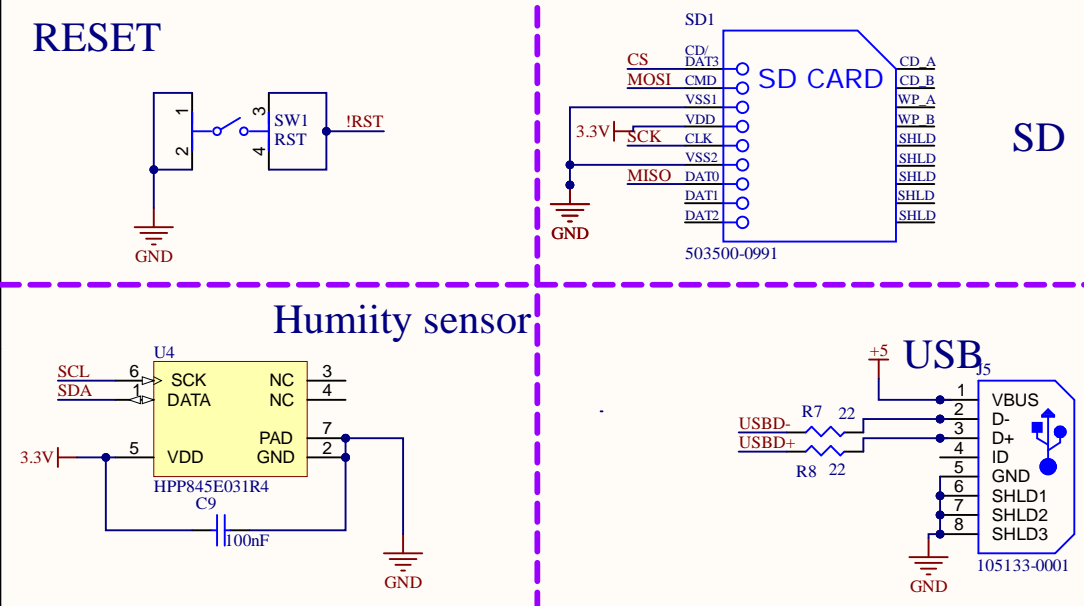 RESET
1
2
3
4
SW1
RST
!RST
GND
SD1
SD CARD
SD
CS
CD/
DAT3
MOSI
CMD
VSS1
3.3V
VDD
SCK
CLK
VSS2
MISO
DAT0
DAT1
DAT2
CD_A
CD_B
WP_A
WP_B
SHLD
SHLD
SHLD
SHLD
SHLD
GND
503500-0991
Humiity sensor
U4
SCL
6
SCK
SDA
1
DATA
3.3V
5
VDD
NC
3
NC
4
PAD
7
GND
2
HPP845E031R4
C9
100nF
GND
USB
J5
+5
USBD-
R7
22
USBD+
R8
22
1
VBUS
2
D-
3
D+
4
ID
5
GND
6
SHLD1
7
SHLD2
8
SHLD3
105133-0001
GND